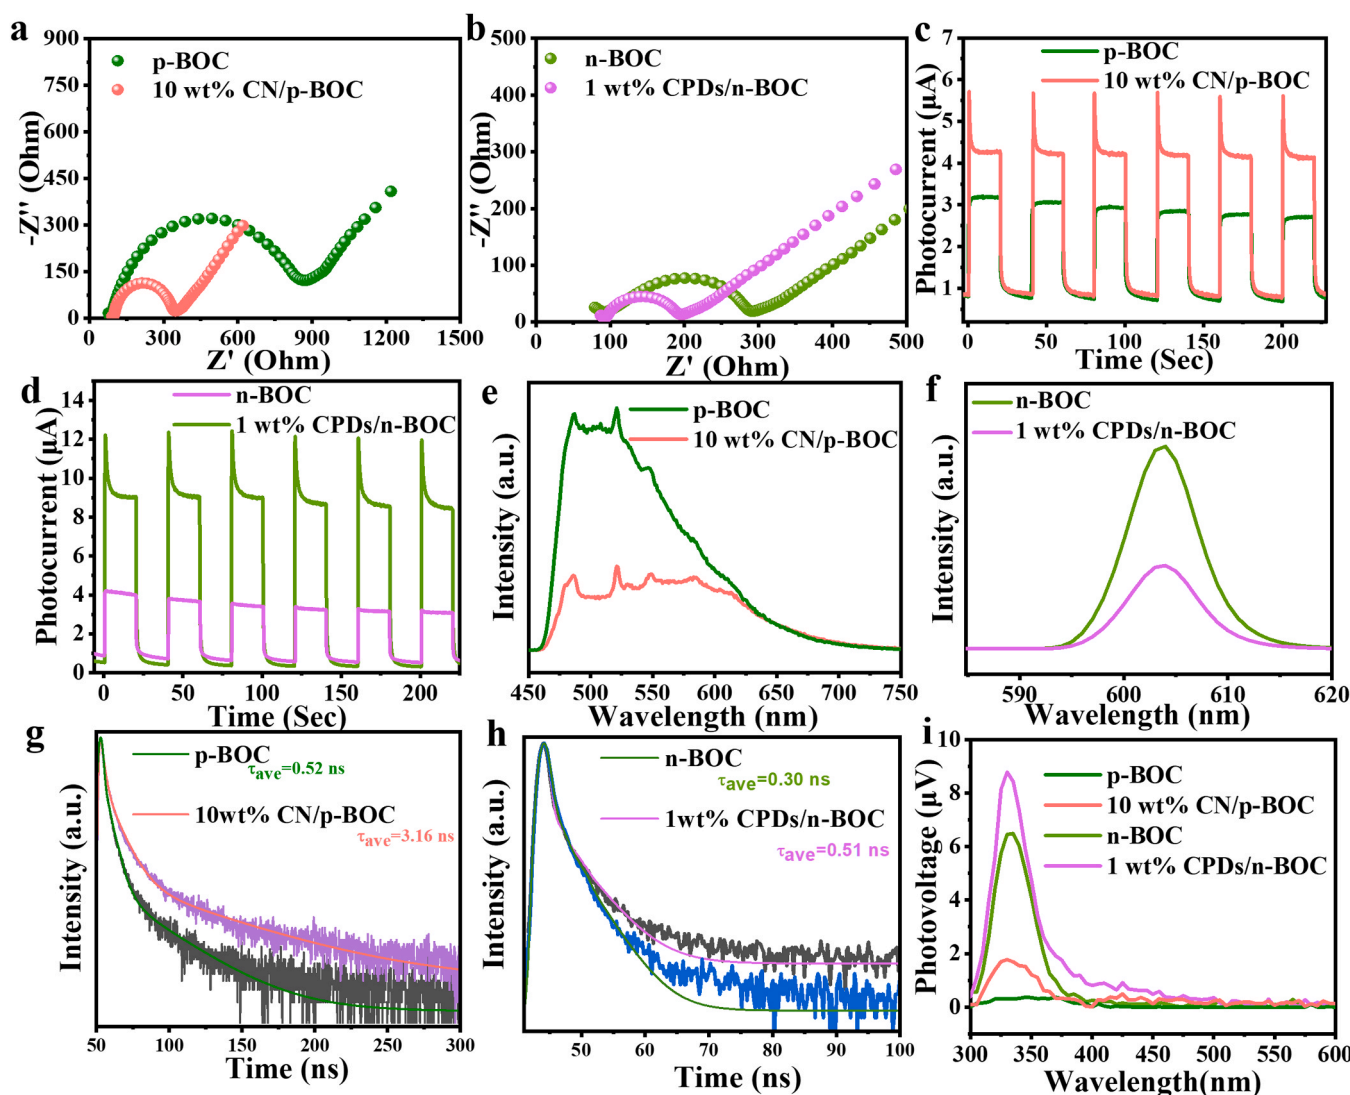 a
900
750
600
450
300
150
0
-Z'' (Ohm)
p-BOC
10 wt% CN/p-BOC
0 300 600 900 1200 1500
Z' (Ohm)
b
500
400
300
200
100
0
-Z'' (Ohm)
n-BOC
1 wt% CPDs/n-BOC
0 100 200 300 400 500
Z' (Ohm)
c
7
6
5
4
3
2
1
Photocurrent (μA)
p-BOC
10 wt% CN/p-BOC
0 50 100 150 200
Time (Sec)
d
14
12
10
8
6
4
2
0
Photocurrent (μA)
n-BOC
1 wt% CPDs/n-BOC
0 50 100 150 200
Time (Sec)
e
Intensity (a.u.)
p-BOC
10 wt% CN/p-BOC
450 500 550 600 650 700 750
Wavelength (nm)
f
Intensity (a.u.)
n-BOC
1 wt% CPDs/n-BOC
590 600 610 620
Wavelength (nm)
g
Intensity (a.u.)
p-BOC
τave=0.52 ns
10wt% CN/p-BOC
τave=3.16 ns
50 100 150 200 250 300
Time (ns)
h
Intensity (a.u.)
n-BOC
τave=0.30 ns
1wt% CPDs/n-BOC
τave=0.51 ns
50 60 70 80 90 100
Time (ns)
i
10
8
6
4
2
0
Photovoltage (μV)
p-BOC
10 wt% CN/p-BOC
n-BOC
1 wt% CPDs/n-BOC
300 350 400 450 500 550 600
Wavelength(nm)